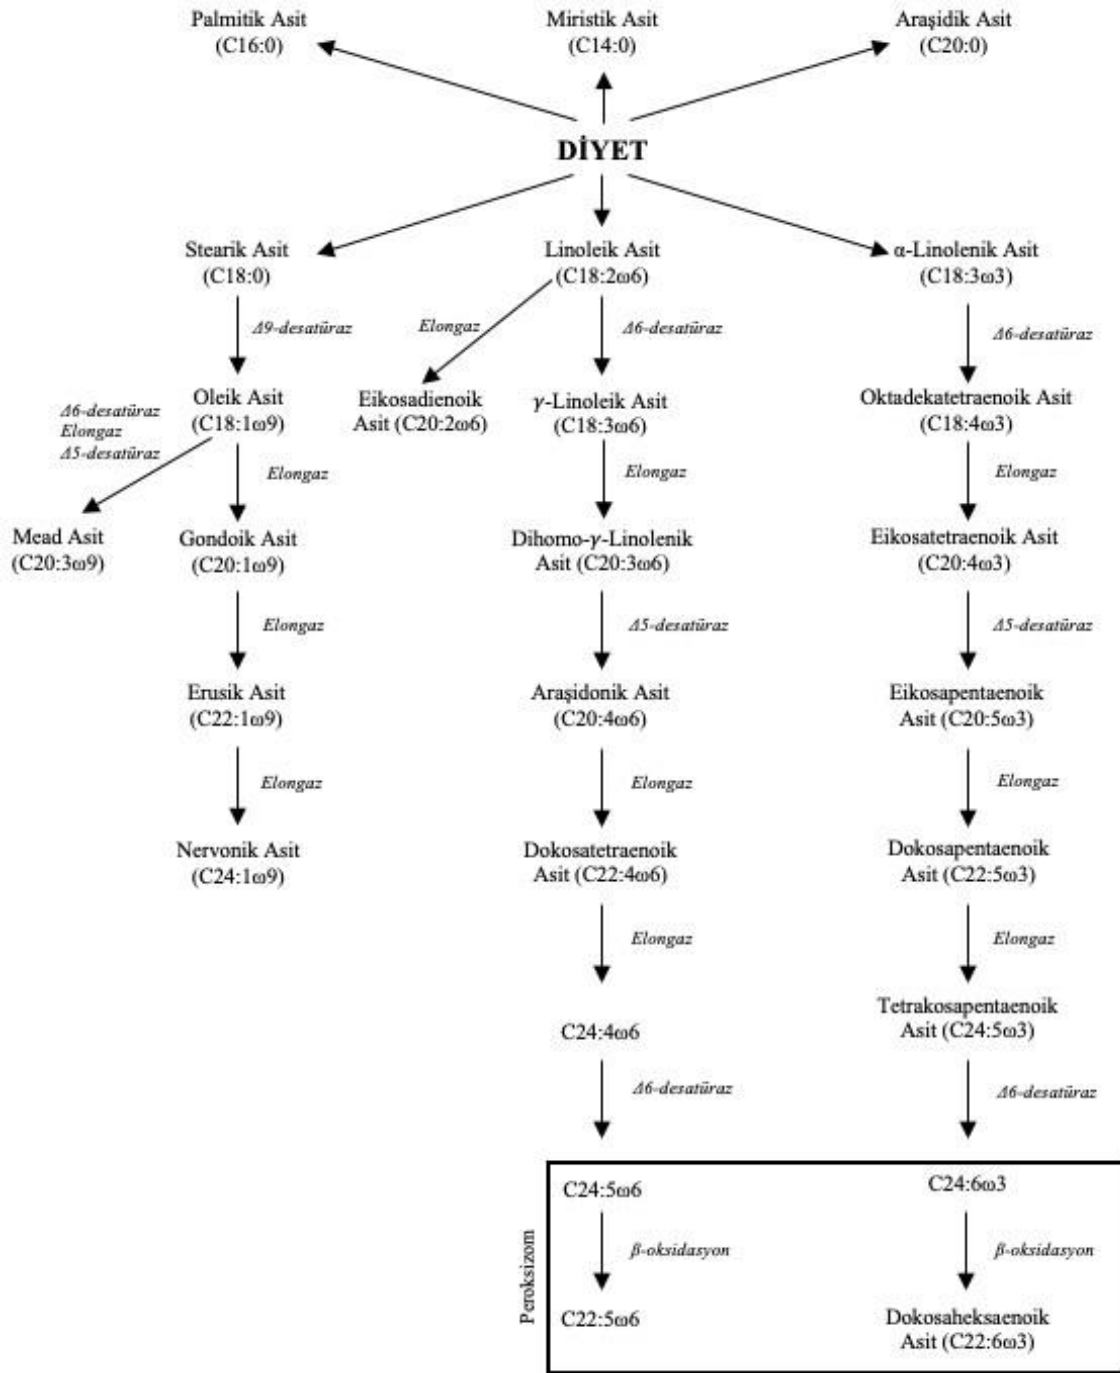 Palmitik Asit
(C16:0)
Miristik Asit
(C14:0)
Araşidik Asit
(C20:0)
DİYET
Stearik Asit
(C18:0)
Linoleik Asit
(C18:2ω6)
α-Linolenik Asit
(C18:3ω3)
Δ9-desatüraz
Elongaz
Δ6-desatüraz
Δ6-desatüraz
Oleik Asit
(C18:1ω9)
Eikosadienoik
Asit (C20:2ω6)
γ-Linoleik Asit
(C18:3ω6)
Oktadekatetraenoik Asit
(C18:4ω3)
Δ6-desatüraz
Elongaz
Δ5-desatüraz
Elongaz
Elongaz
Elongaz
Mead Asit
(C20:3ω9)
Gondoik Asit
(C20:1ω9)
Dihomo-γ-Linolenik
Asit (C20:3ω6)
Eikosatetraenoik Asit
(C20:4ω3)
Elongaz
Δ5-desatüraz
Δ5-desatüraz
Erusik Asit
(C22:1ω9)
Araşidonik Asit
(C20:4ω6)
Eikosapentaenoik
Asit (C20:5ω3)
Elongaz
Elongaz
Elongaz
Nervonik Asit
(C24:1ω9)
Dokosatetraenoik
Asit (C22:4ω6)
Dokosapentaenoik
Asit (C22:5ω3)
Elongaz
Elongaz
C24:4ω6
Tetrakosapentaenoik
Asit (C24:5ω3)
Δ6-desatüraz
Δ6-desatüraz
Peroksizom
C24:5ω6
C24:6ω3
β-oksidasyon
β-oksidasyon
C22:5ω6
Dokosaheksaenoik
Asit (C22:6ω3)